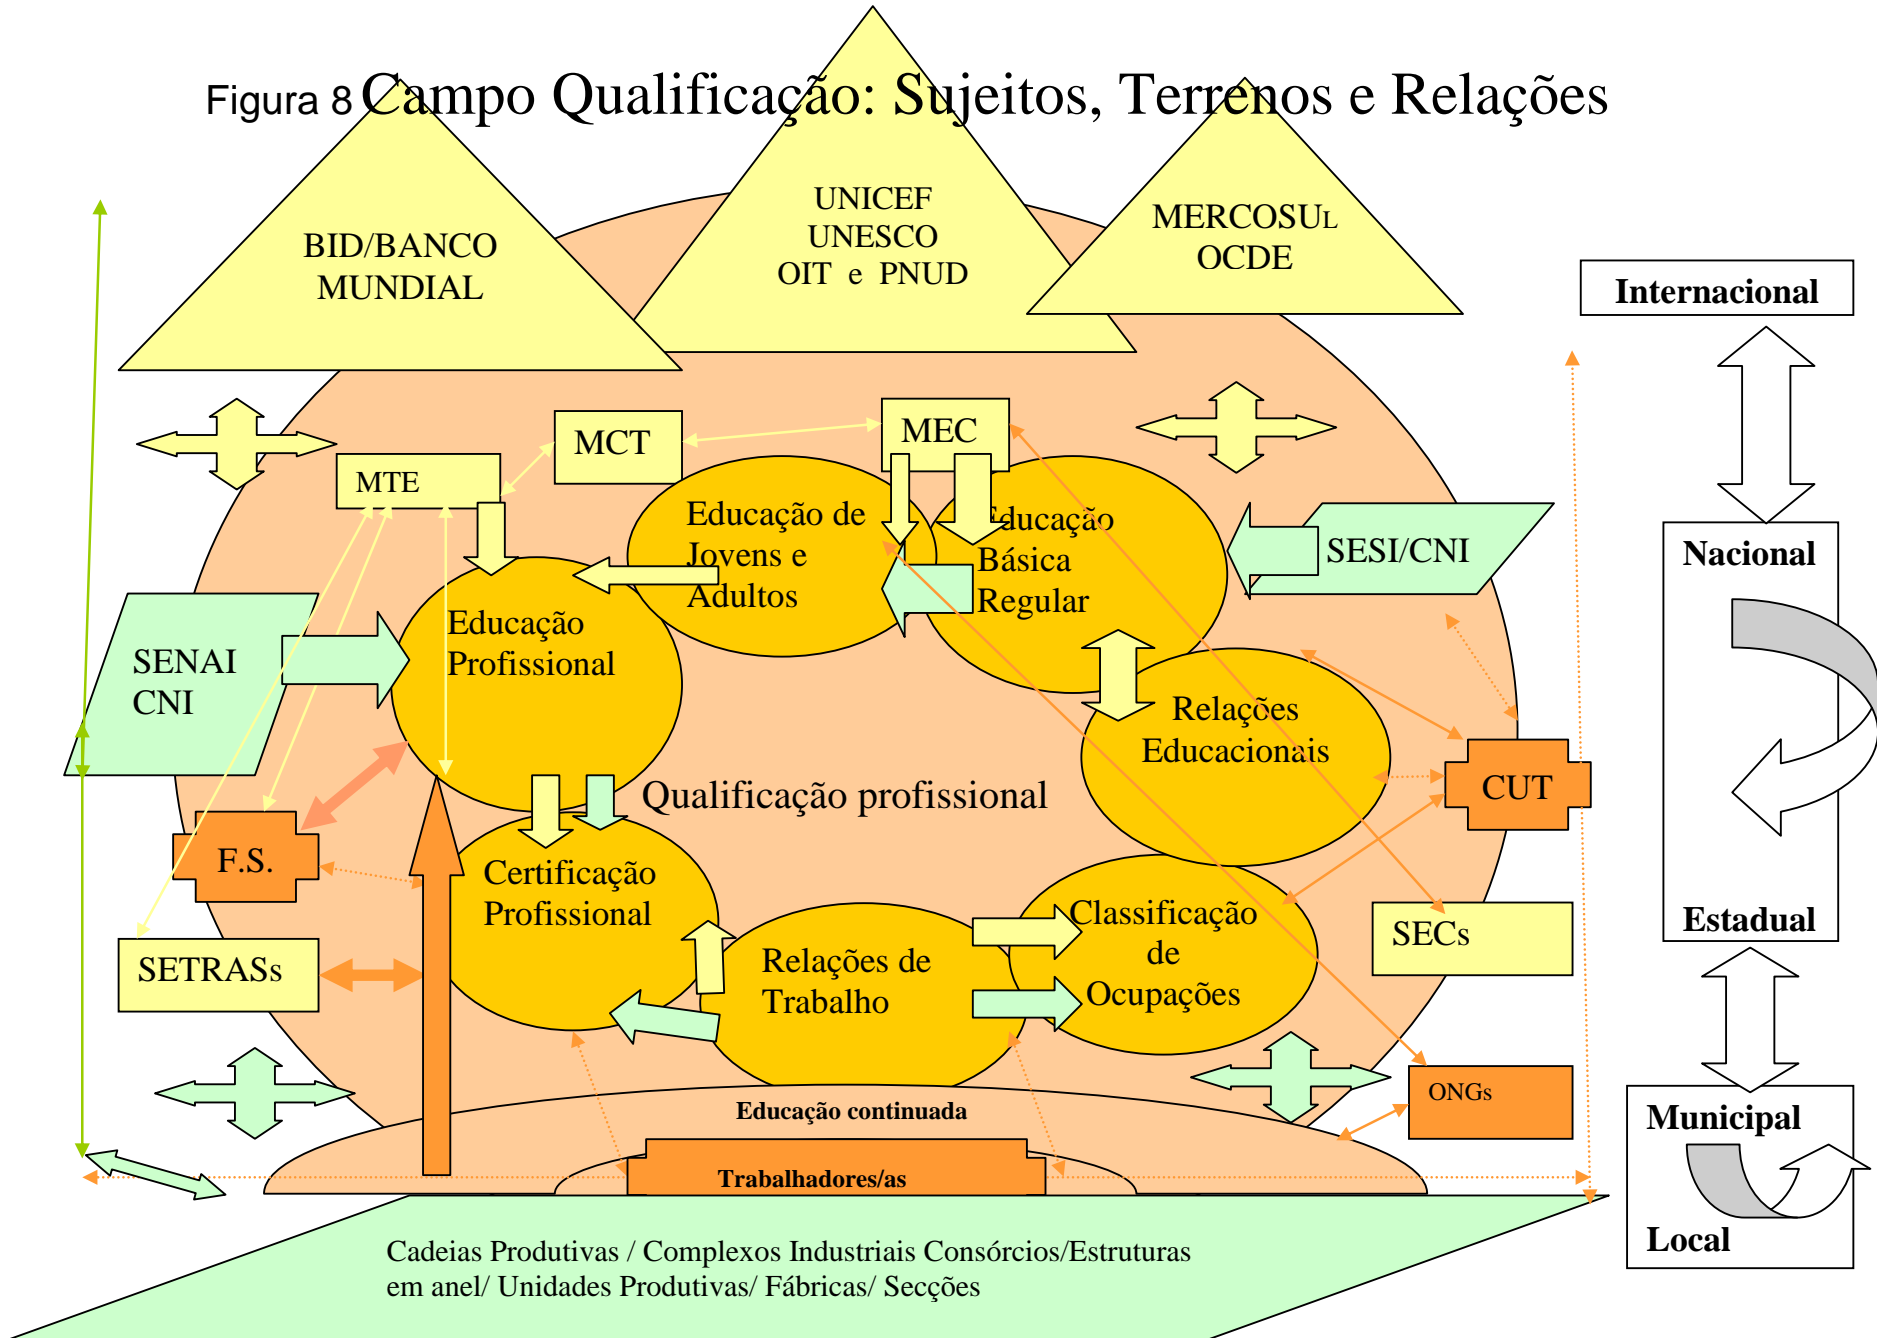 Figura 8 Campo Qualificação: Sujeitos, Terrenos e Relações
UNICEF
UNESCO
OIT e PNUD
BID/BANCO
MUNDIAL
MERCOSUL
OCDE
Internacional
MCT
MEC
MTE
Educação de
Jovens e
Adultos
Educação
Básica
Regular
SESI/CNI
Nacional
SENAI
CNI
Educação
Profissional
Relações
Educacionais
Qualificação profissional
CUT
F.S.
Certificação
Profissional
Classificação
de
Ocupações
SECs
Estadual
SETRASs
Relações de
Trabalho
Educação continuada
ONGs
Municipal
Trabalhadores/as
Local
Cadeias Produtivas / Complexos Industriais Consórcios/Estruturas
em anel/ Unidades Produtivas/ Fábricas/ Secções